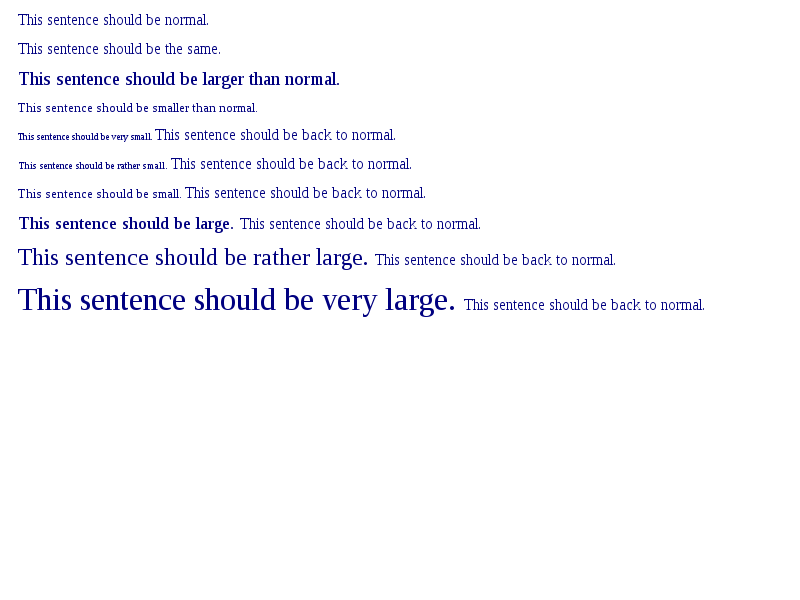 This sentence should be normal.
This sentence should be the same.
This sentence should be larger than normal.
This sentence should be smaller than normal.
This sentence should be very small. This sentence should be back to normal.
This sentence should be rather small. This sentence should be back to normal.
This sentence should be small. This sentence should be back to normal.
This sentence should be large. This sentence should be back to normal.
This sentence should be rather large. This sentence should be back to normal.
This sentence should be very large. This sentence should be back to normal.